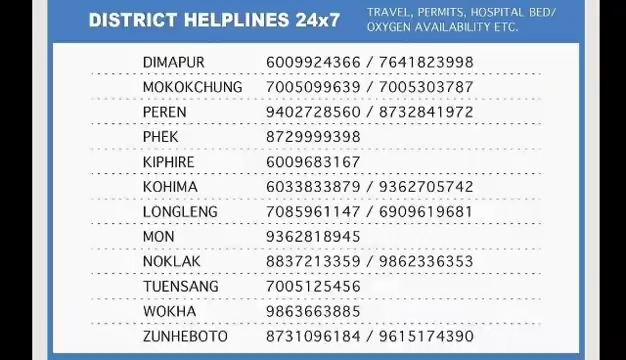 DISTRICT HELPLINES 24x7
TRAVEL, PERMITS, HOSPITAL BED/
OXYGEN AVAILABILITY ETC.
DIMAPUR 6009924366 / 7641823998
MOKOKCHUNG 7005099639 / 7005303787
PEREN 9402728560 / 8732841972
PHEK 8729999398
KIPHIRE 6009683167
KOHIMA 6033833879 / 9362705742
LONGLENG 7085961147 / 6909619681
MON 9362818945
NOKLAK 8837213359 / 9862336353
TUENSANG 7005125456
WOKHA 9863663885
ZUNHEBOTO 8731096184 / 9615174390